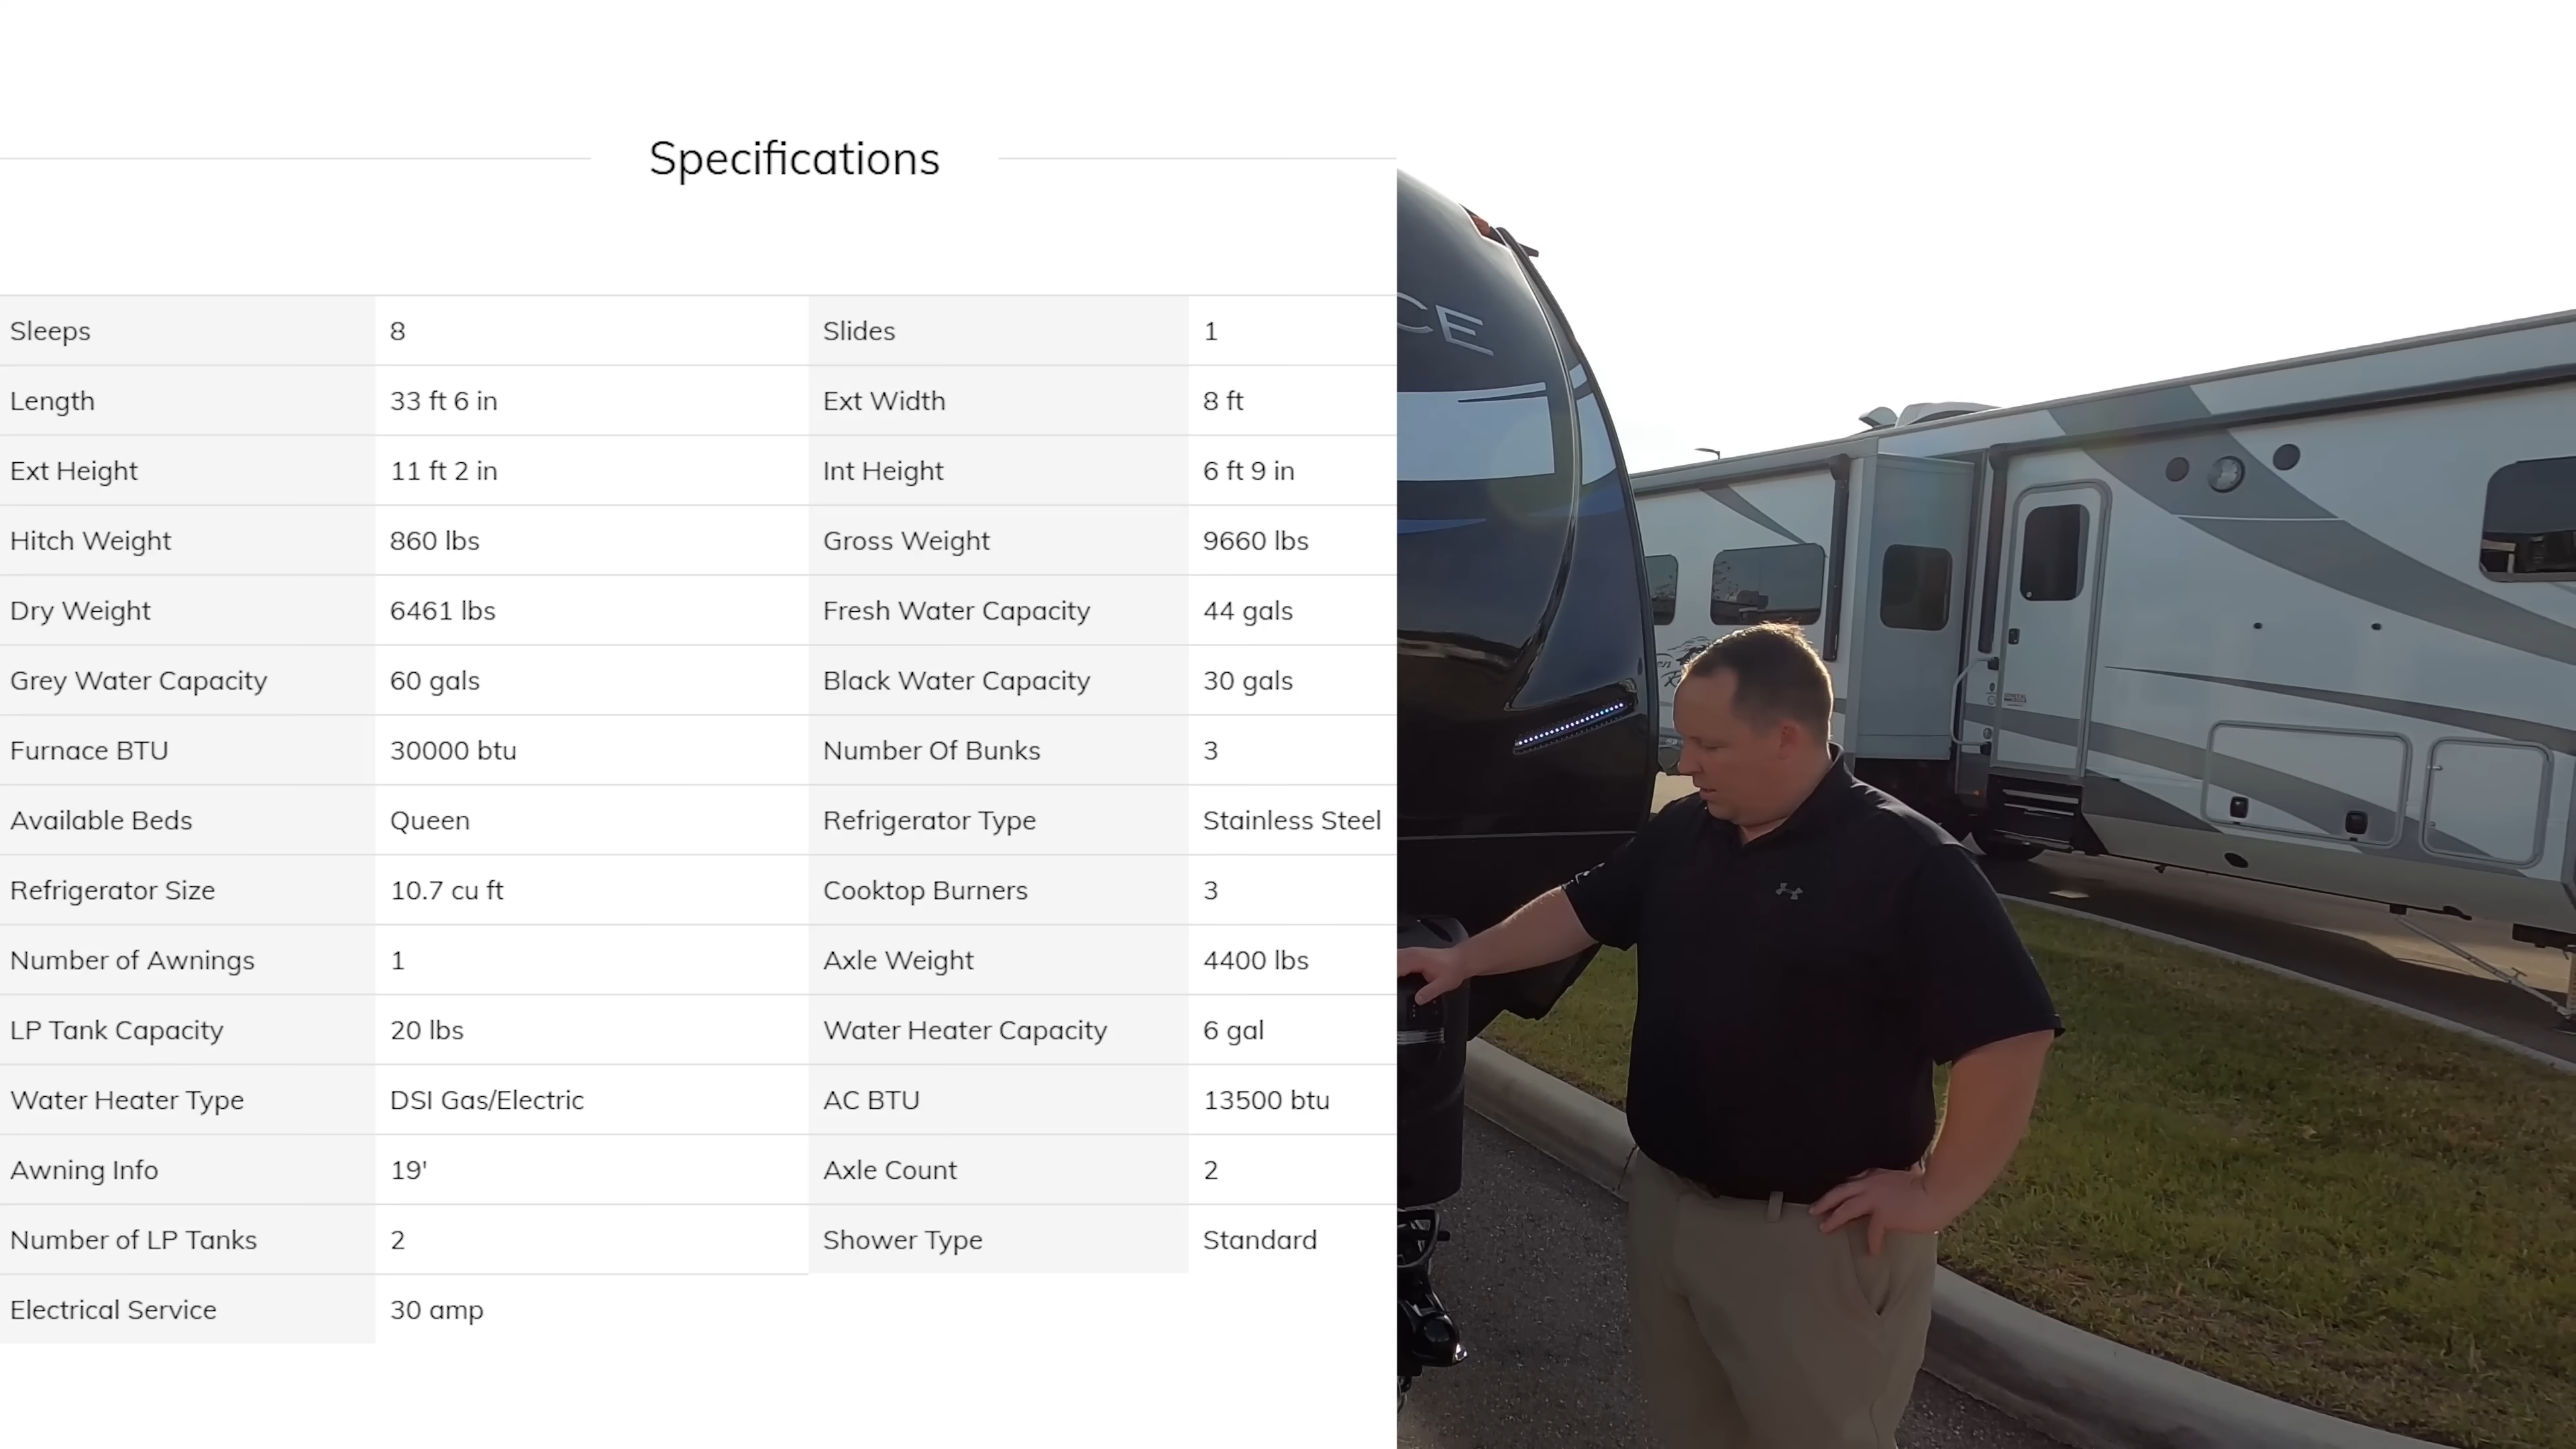 Specifications
Sleeps 8 Slides 1
Length 33 ft 6 in Ext Width 8 ft
Ext Height 11 ft 2 in Int Height 6 ft 9 in
Hitch Weight 860 lbs Gross Weight 9660 lbs
Dry Weight 6461 lbs Fresh Water Capacity 44 gals
Grey Water Capacity 60 gals Black Water Capacity 30 gals
Furnace BTU 30000 btu Number Of Bunks 3
Available Beds Queen Refrigerator Type Stainless Steel
Refrigerator Size 10.7 cu ft Cooktop Burners 3
Number of Awnings 1 Axle Weight 4400 lbs
LP Tank Capacity 20 lbs Water Heater Capacity 6 gal
Water Heater Type DSI Gas/Electric AC BTU 13500 btu
Awning Info 19' Axle Count 2
Number of LP Tanks 2 Shower Type Standard
Electrical Service 30 amp
CE